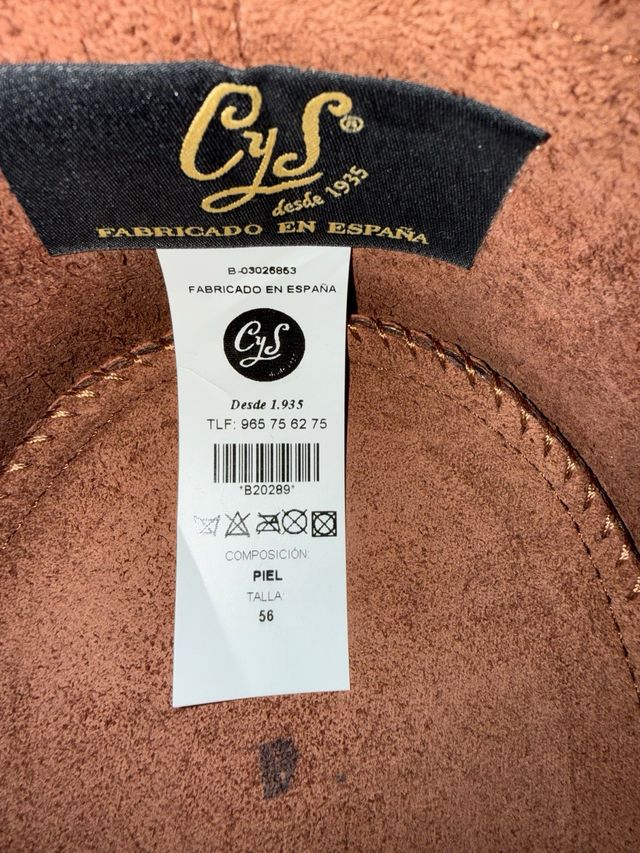 CyS®
desde 1935
FABRICADO EN ESPAÑA
B-03026853
FABRICADO EN ESPAÑA
CyS
Desde 1.935
TLF: 965 75 62 75
*B20289*
COMPOSICIÓN:
PIEL
TALLA:
56